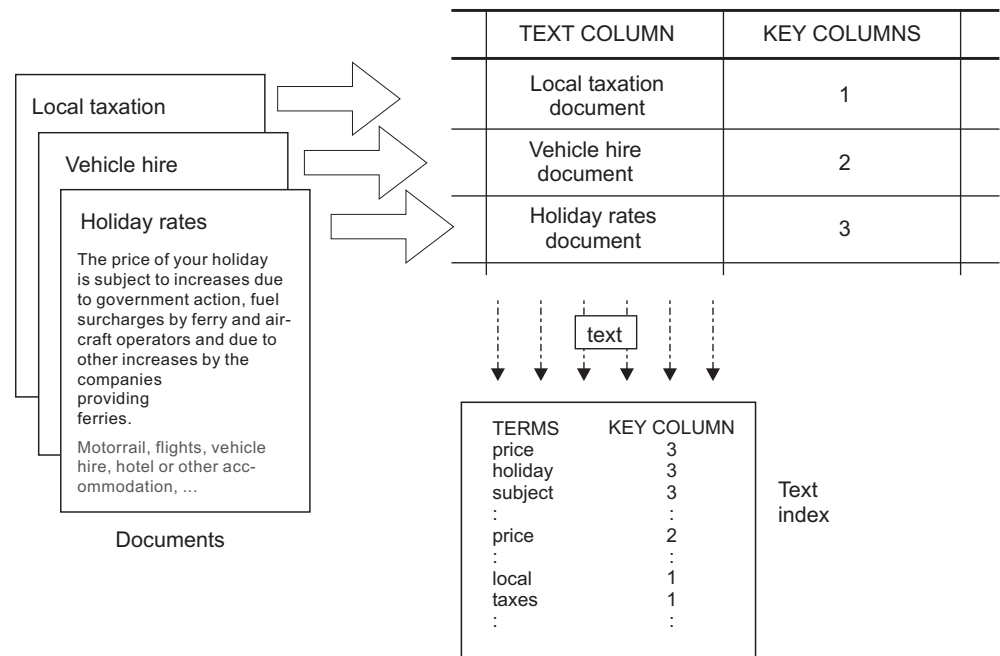 TEXT COLUMN KEY COLUMNS
Local taxation
document
1
Vehicle hire
document
2
Holiday rates
document
3
Local taxation
Vehicle hire
Holiday rates
The price of your holiday
is subject to increases due
to government action, fuel
surcharges by ferry and air-
craft operators and due to
other increases by the
companies
providing
ferries.
Motorrail, flights, vehicle
hire, hotel or other acc-
ommodation, ...
Documents
text
TERMS KEY COLUMN
price 3
holiday 3
subject 3
: :
price 2
: :
local 1
taxes 1
: :
Text
index